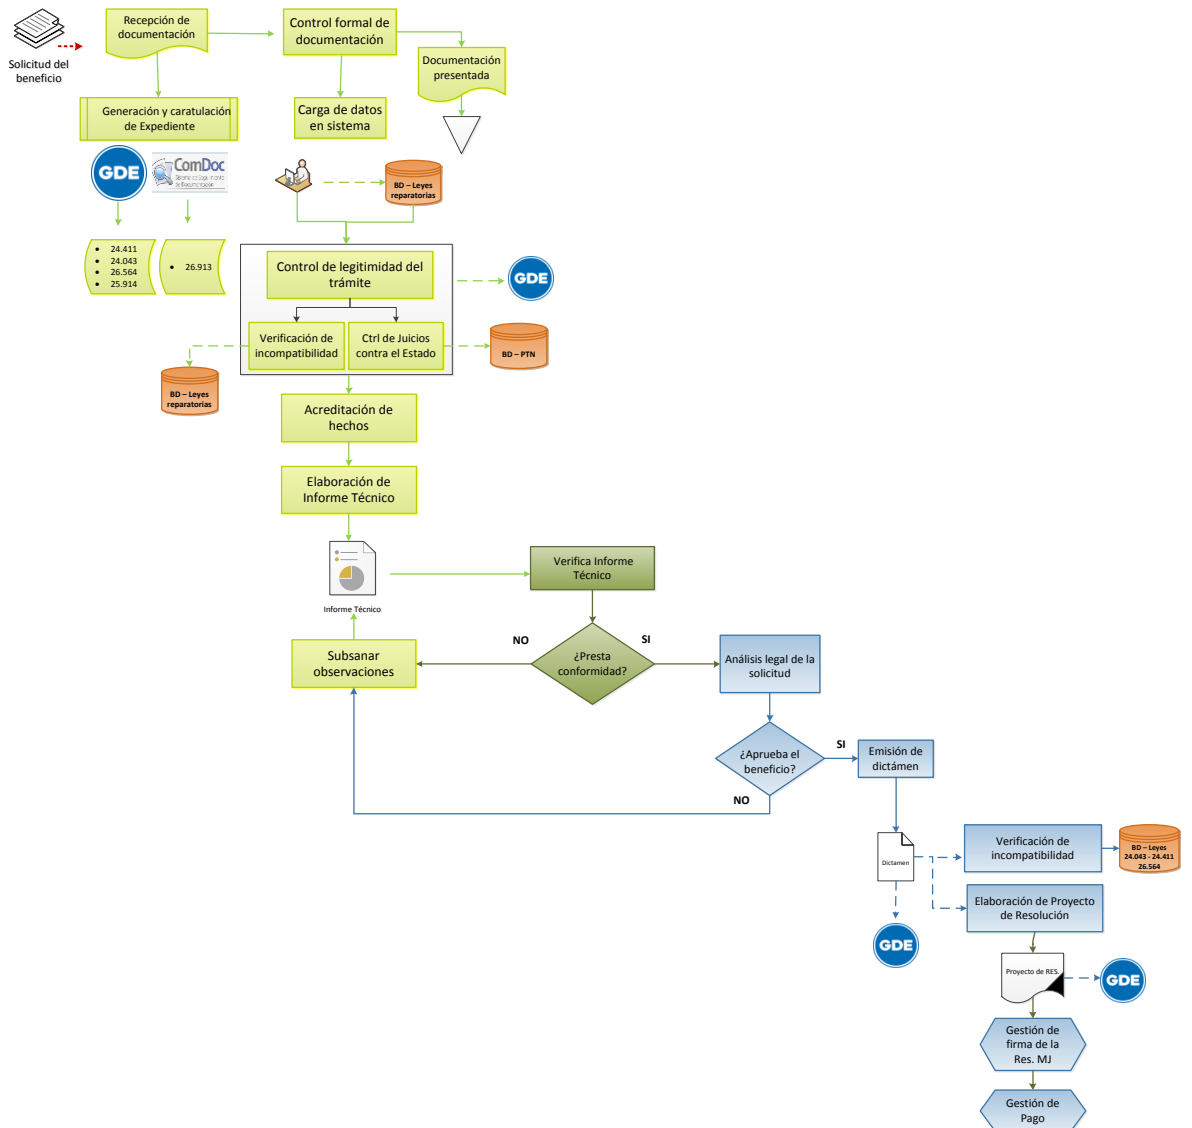 Solicitud del
beneficio
Recepción de
documentación
Control formal de
documentación
Documentación
presentada
Generación y caratulación
de Expediente
Carga de datos
en sistema
GDE
ComDoc
BD – Leyes
reparatorias
24.411
24.043
26.564
25.914
26.913
Control de legitimidad del
trámite
GDE
Verificación de
incompatibilidad
Ctrl de Juicios
contra el Estado
BD – PTN
BD – Leyes
reparatorias
Acreditación de
hechos
Elaboración de
Informe Técnico
Informe Técnico
Verifica Informe
Técnico
NO
SI
¿Presta
conformidad?
Subsanar
observaciones
Análisis legal de la
solicitud
¿Aprueba el
beneficio?
SI
NO
Emisión de
dictámen
Dictamen
Verificación de
incompatibilidad
BD – Leyes
24.043 - 24.411
26.564
Elaboración de Proyecto
de Resolución
GDE
Proyecto de RES.
GDE
Gestión de
firma de la
Res. MJ
Gestión de
Pago